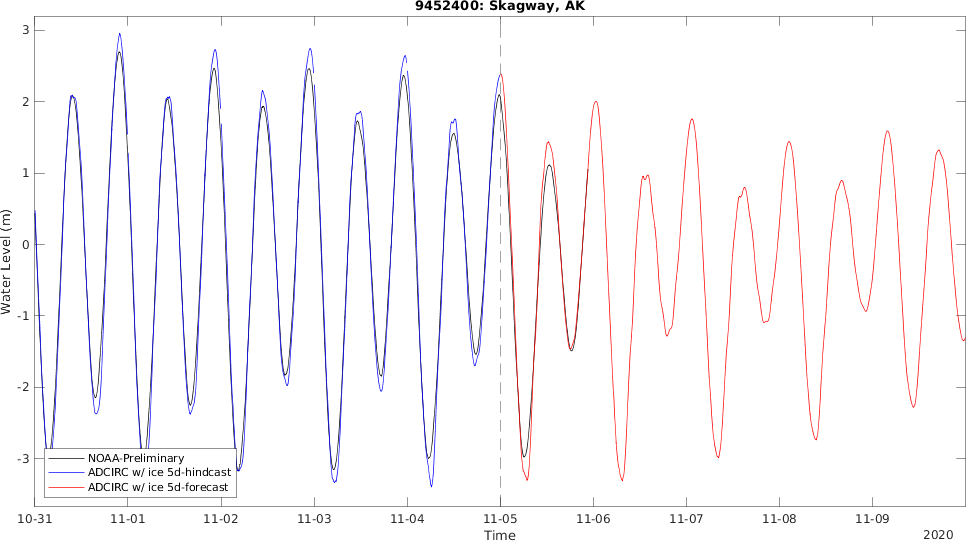 9452400: Skagway, AK
3
2
1
0
-1
-2
-3
Water Level (m)
NOAA-Preliminary
ADCIRC w/ ice 5d-hindcast
ADCIRC w/ ice 5d-forecast
10-31 11-01 11-02 11-03 11-04 11-05 11-06 11-07 11-08 11-09
Time
2020